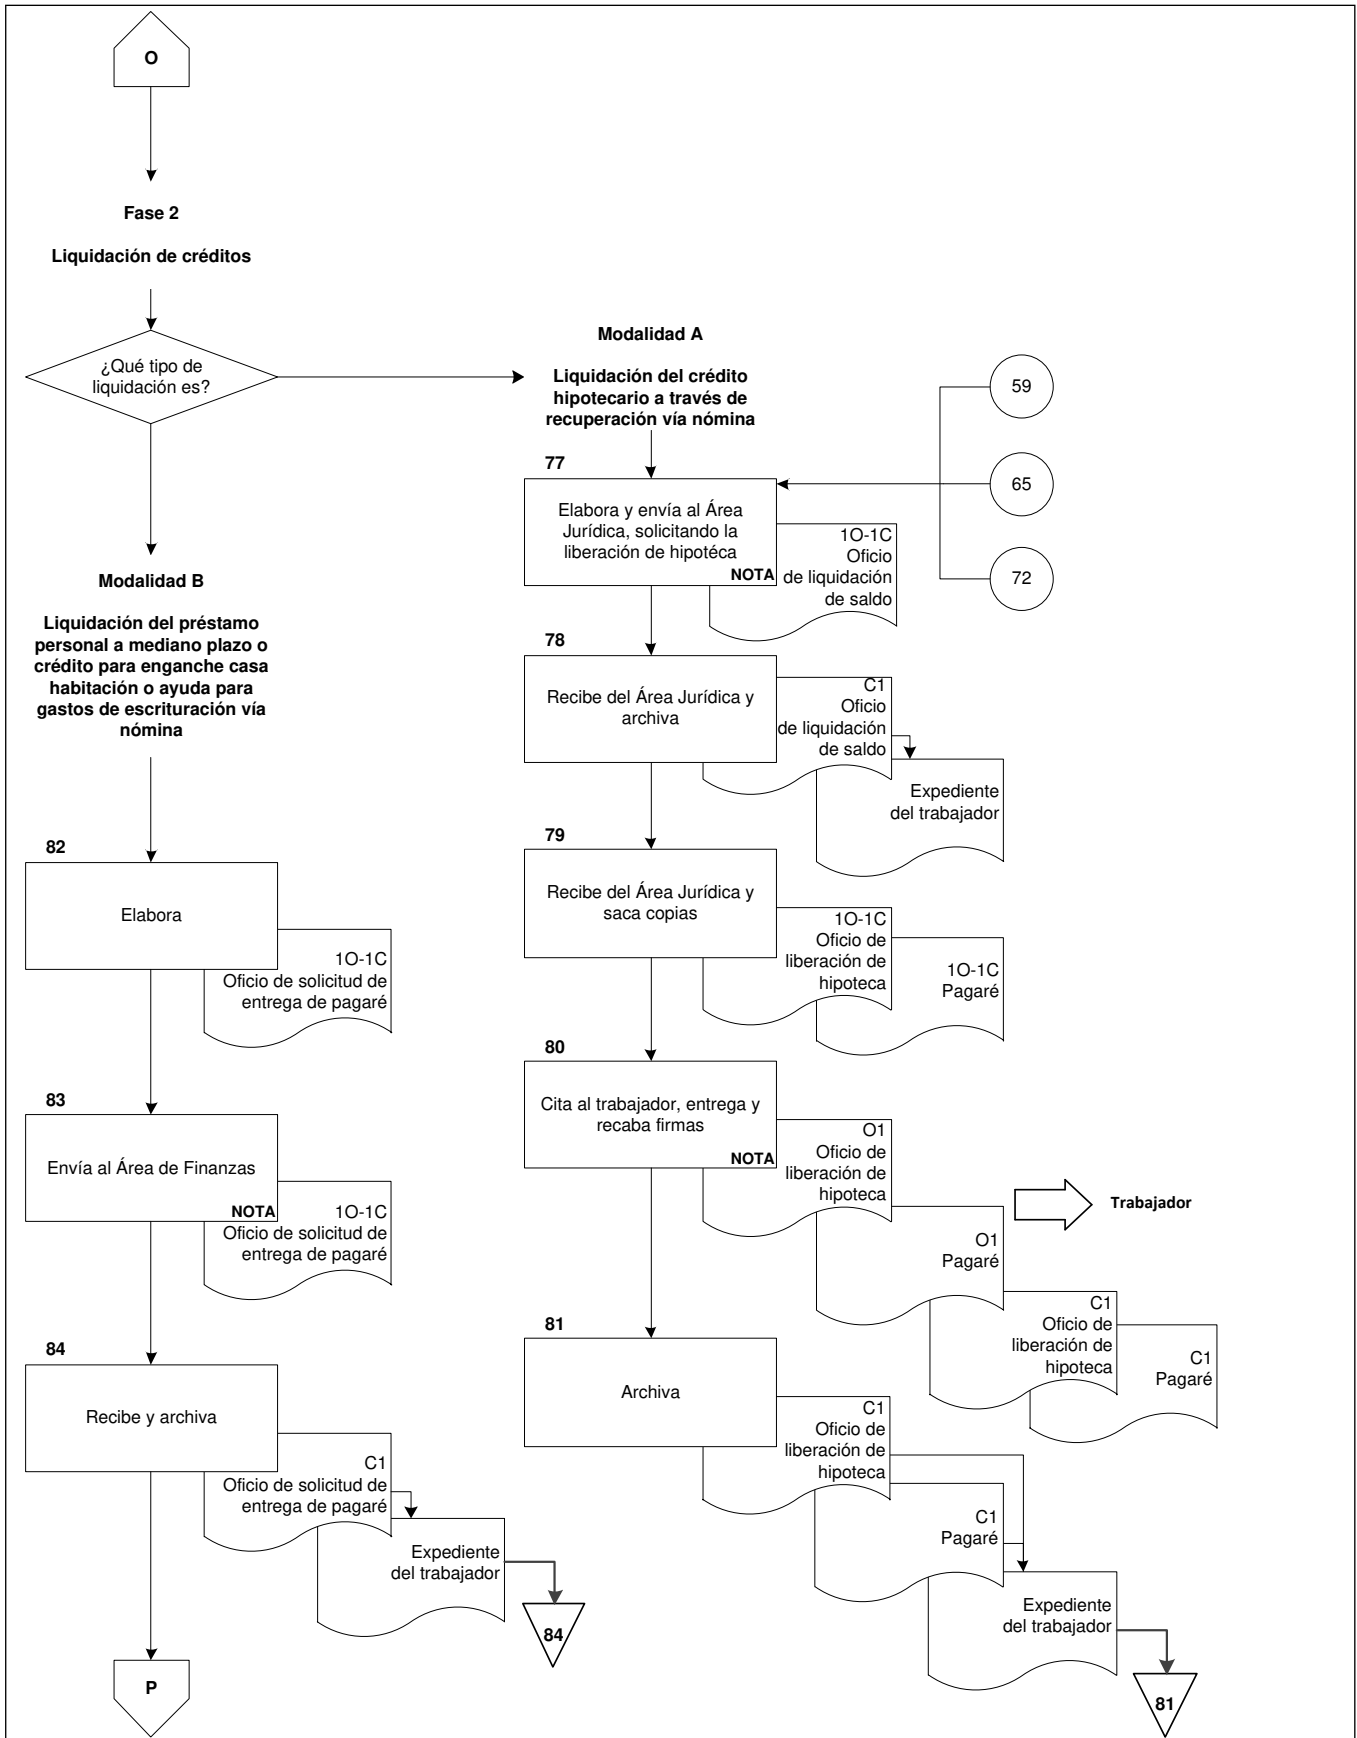 O
Fase 2
Liquidación de créditos
¿Qué tipo de
liquidación es?
Modalidad A
Liquidación del crédito
hipotecario a través de
recuperación vía nómina
59
65
72
77
Elabora y envía al Área
Jurídica, solicitando la
liberación de hipotéca
NOTA
1O-1C
Oficio
de liquidación
de saldo
78
Recibe del Área Jurídica y
archiva
C1
Oficio
de liquidación
de saldo
Expediente
del trabajador
79
Recibe del Área Jurídica y
saca copias
1O-1C
Oficio de
liberación de
hipoteca
1O-1C
Pagaré
80
Cita al trabajador, entrega y
recaba firmas
NOTA
O1
Oficio de
liberación de
hipoteca
O1
Pagaré
Trabajador
C1
Oficio de
liberación de
hipoteca
C1
Pagaré
81
Archiva
C1
Oficio de
liberación de
hipoteca
C1
Pagaré
Expediente
del trabajador
81
Modalidad B
Liquidación del préstamo
personal a mediano plazo o
crédito para enganche casa
habitación o ayuda para
gastos de escrituración vía
nómina
82
Elabora
1O-1C
Oficio de solicitud de
entrega de pagaré
83
Envía al Área de Finanzas
NOTA
1O-1C
Oficio de solicitud de
entrega de pagaré
84
Recibe y archiva
C1
Oficio de solicitud de
entrega de pagaré
Expediente
del trabajador
84
P